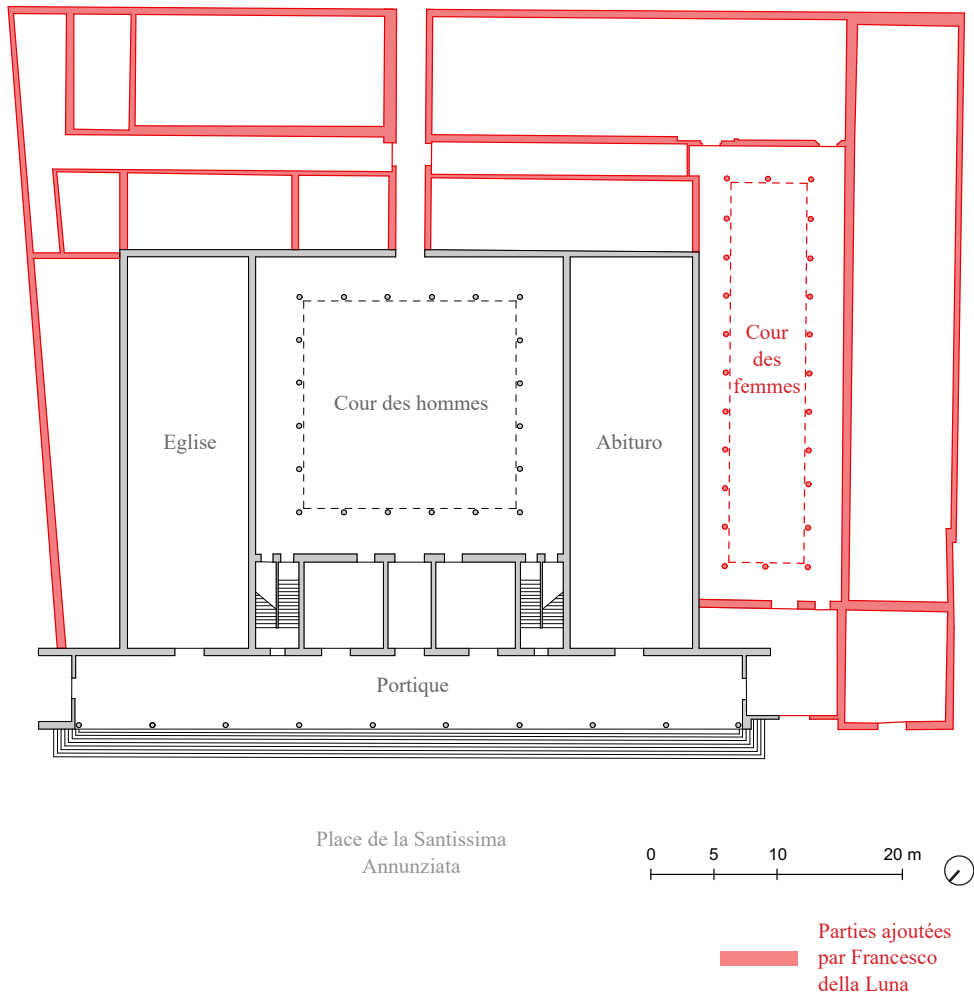 Cour
des
femmes
Cour des hommes
Eglise
Abituro
Portique
Place de la Santissima
Annunziata
0 5 10 20 m
Parties ajoutées
par Francesco
della Luna